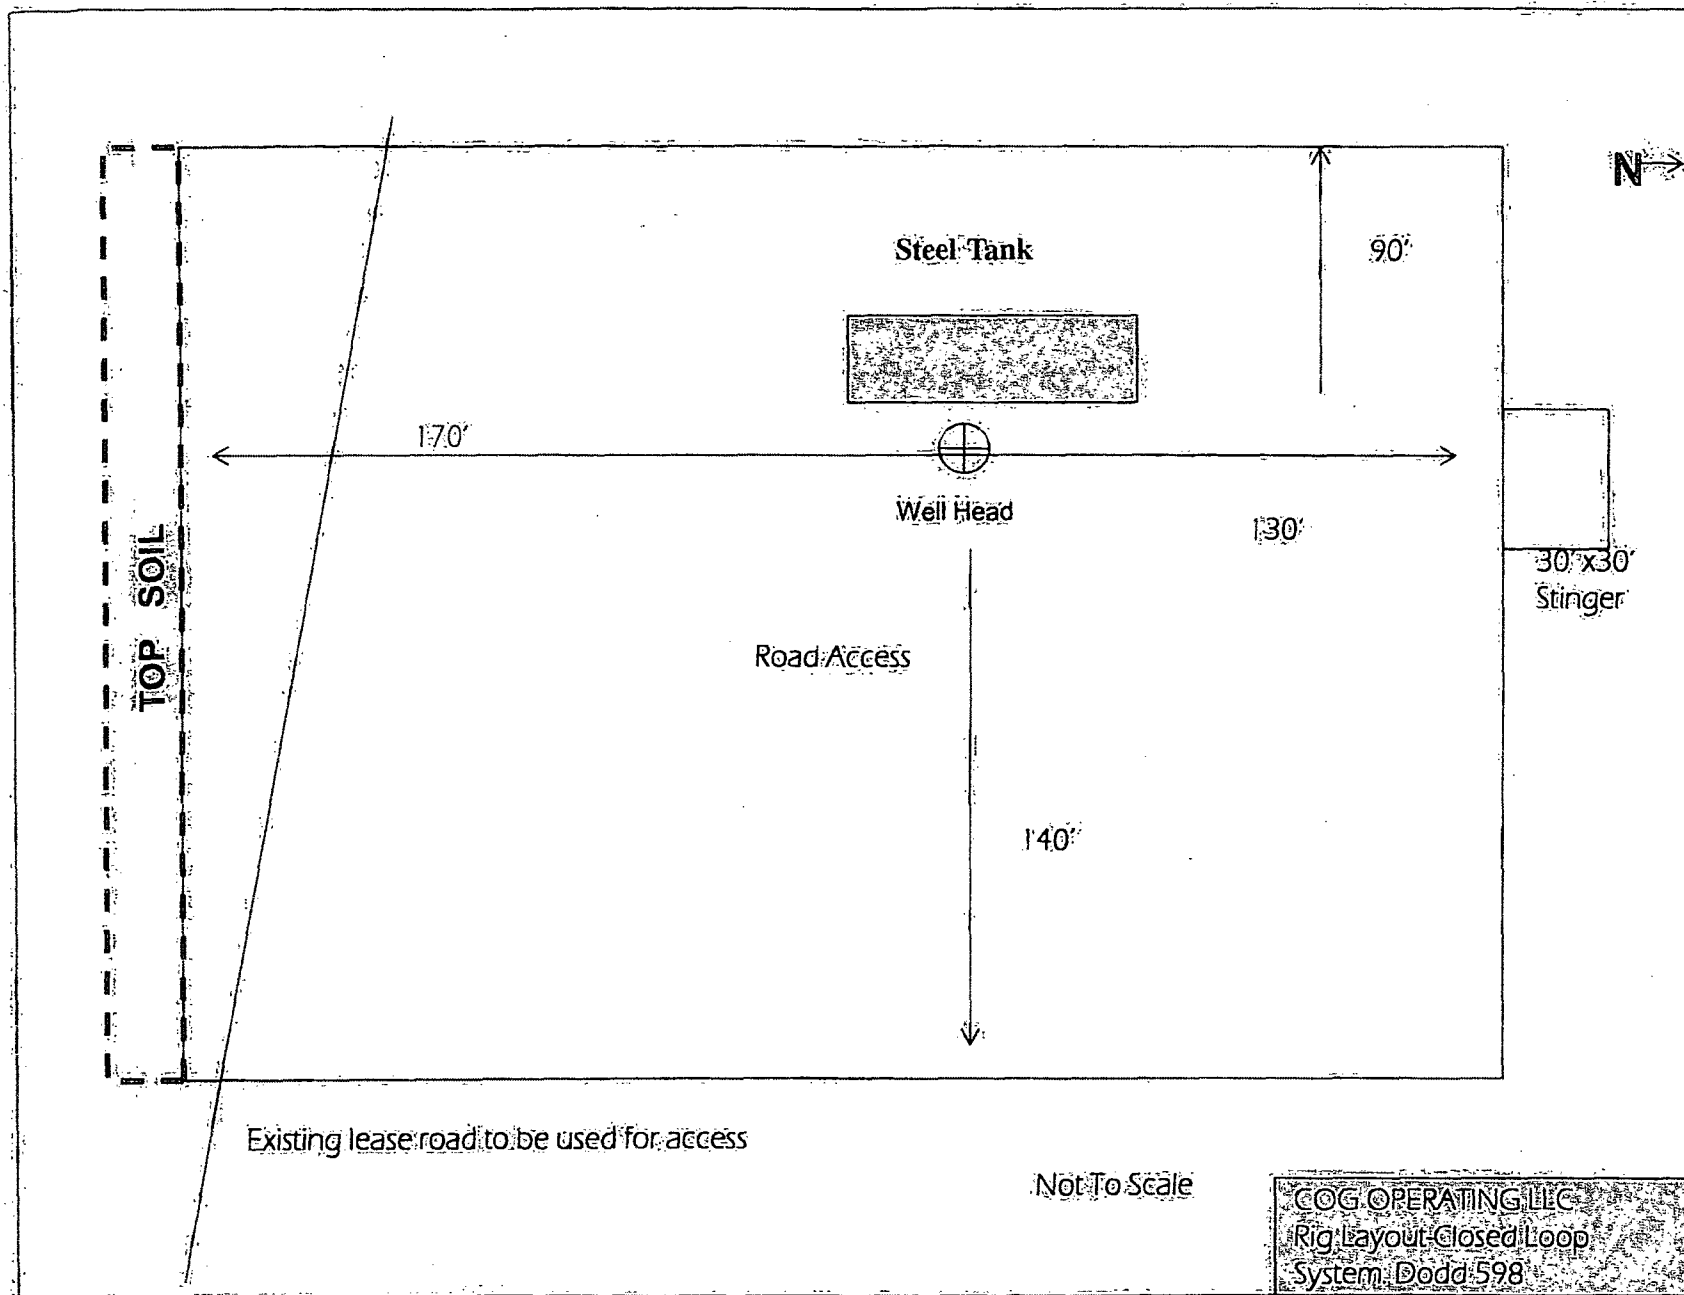 N
Steel Tank
90'
170'
Well Head
130'
30' x30'
Stinger
TOP SOIL
Road Access
140'
Existing lease road to be used for access
Not To Scale
COG OPERATING LLC
Rig Layout-Closed Loop
System Dodd 598